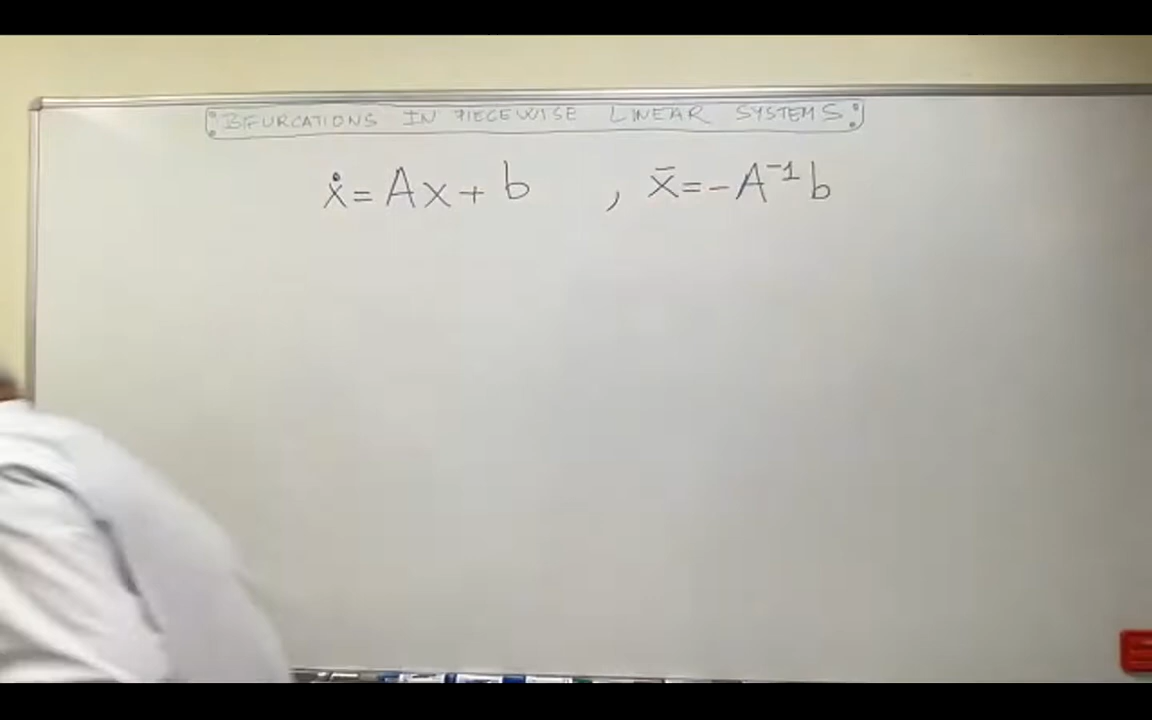 BIFURCATIONS IN PIECEWISE LINEAR SYSTEMS
ẋ = Ax + b , x̄ = -A⁻¹b